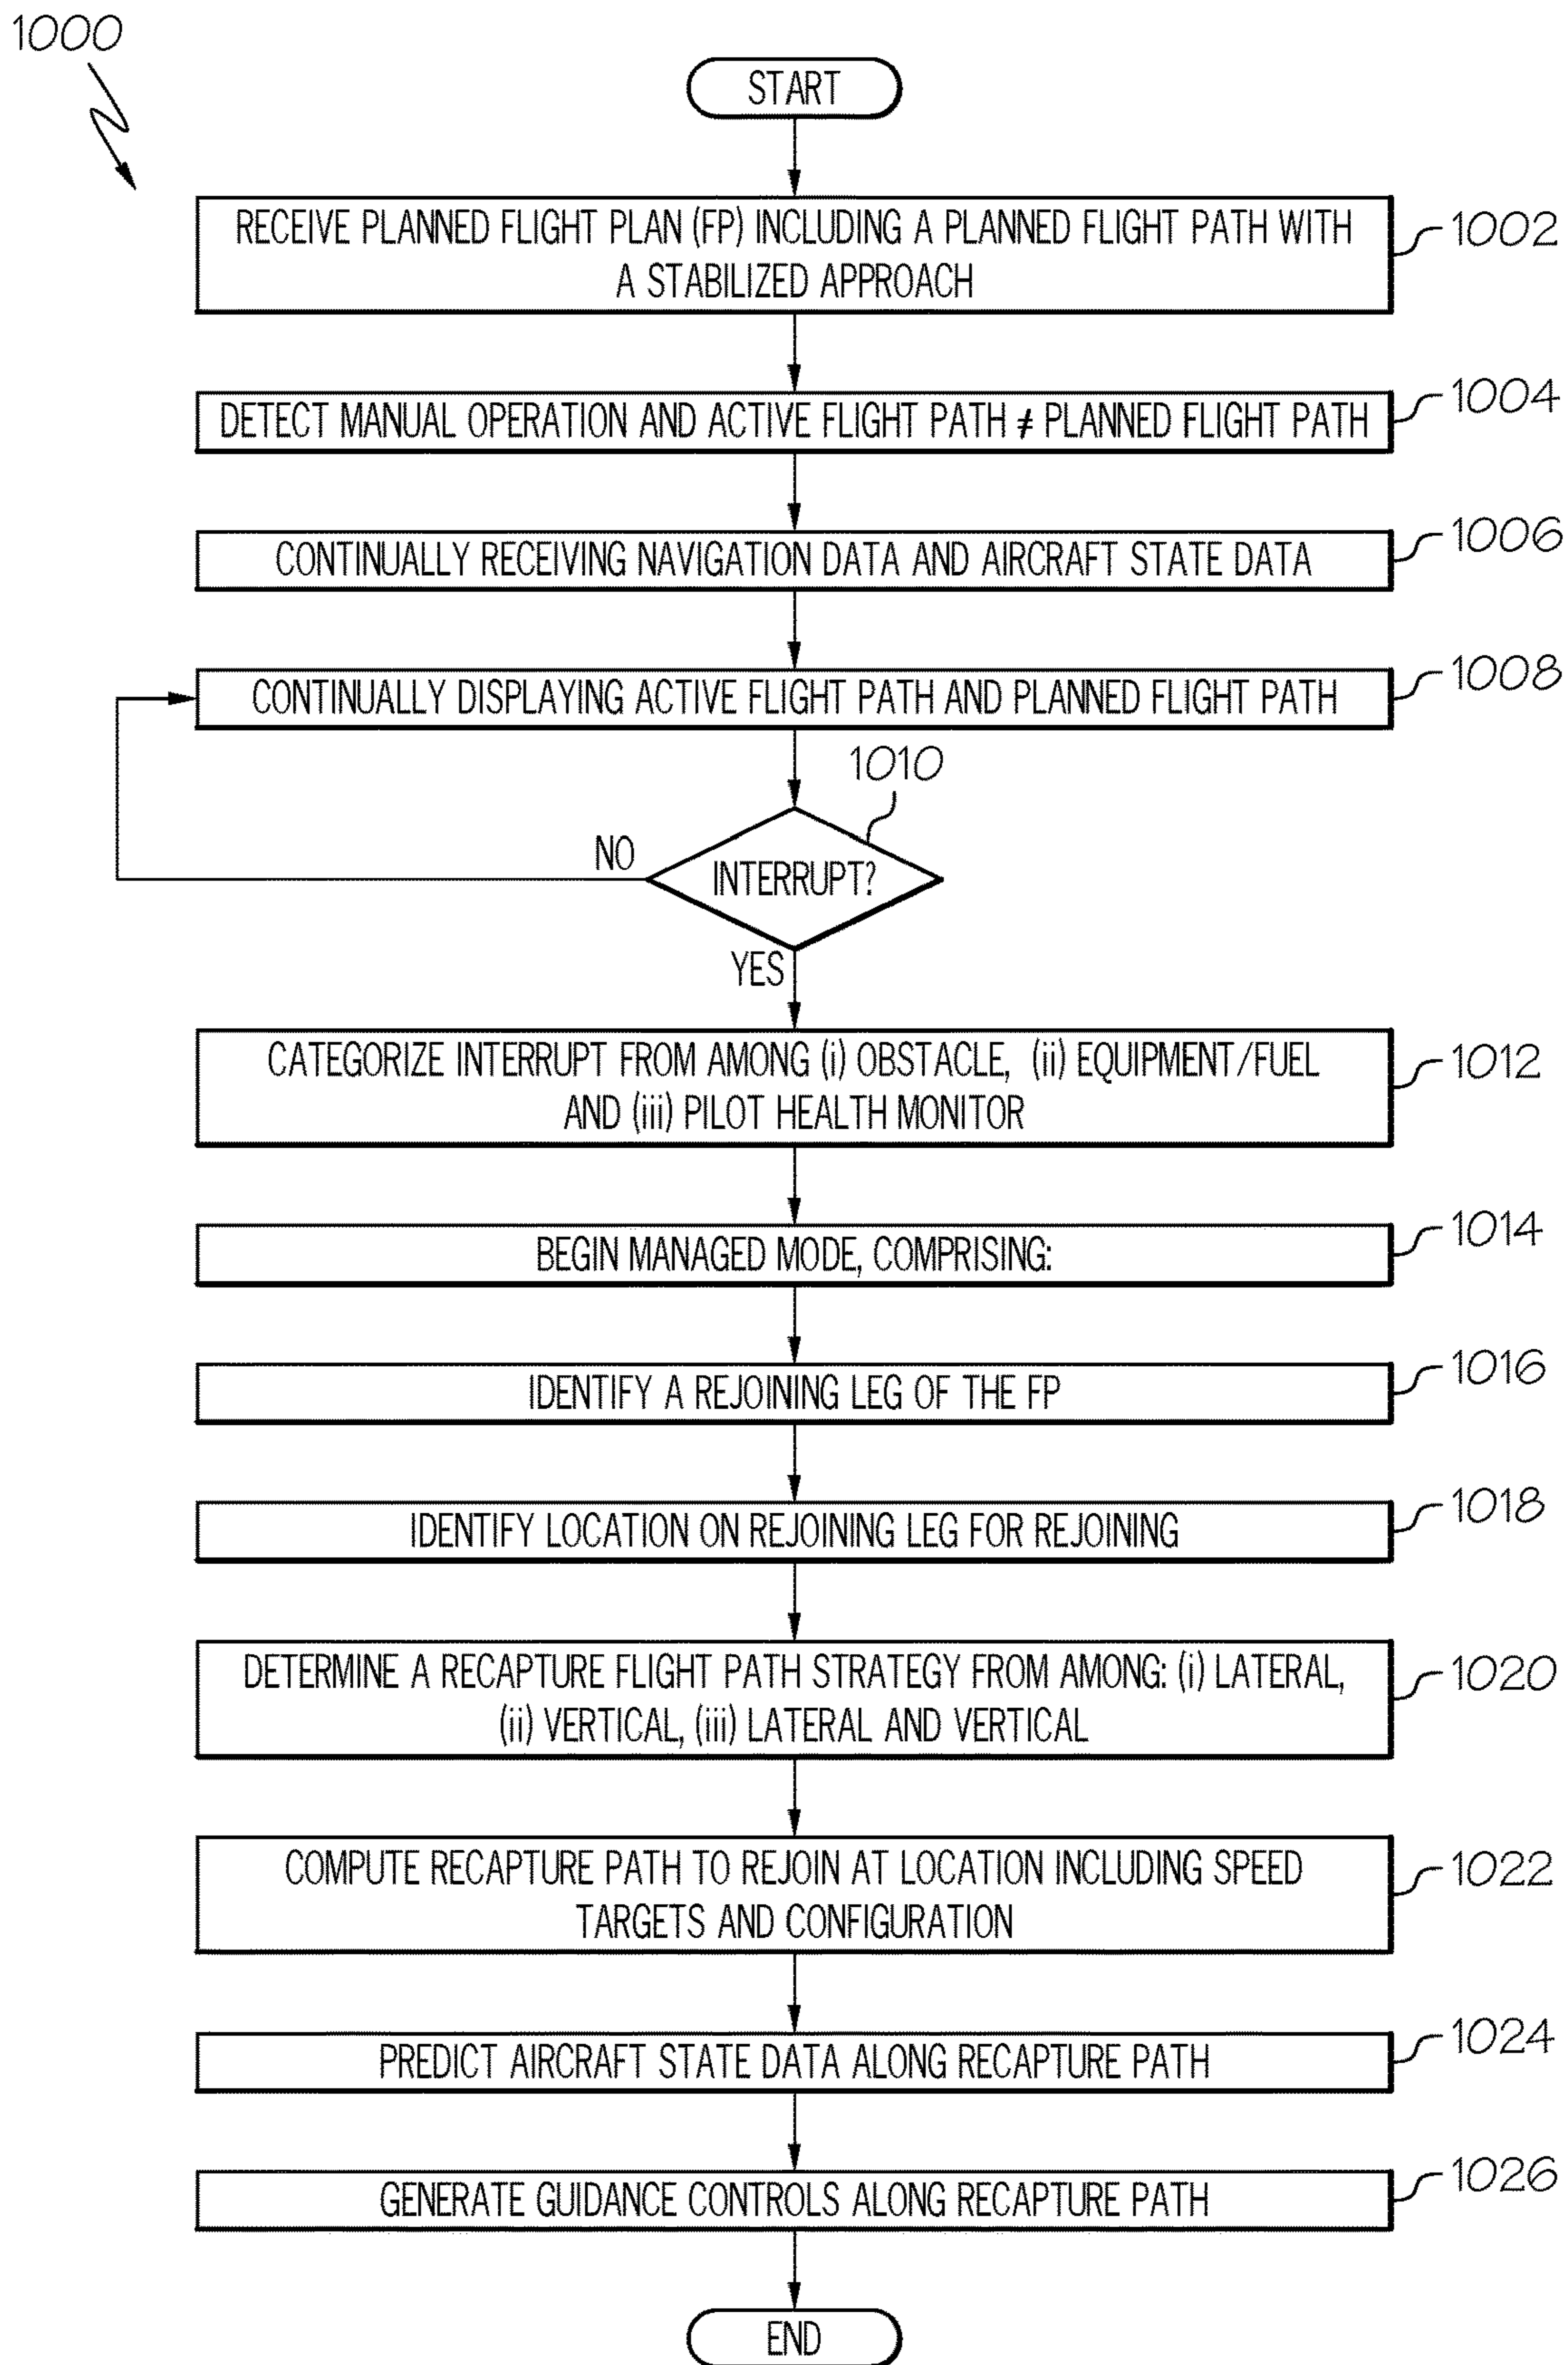 1000
START
RECEIVE PLANNED FLIGHT PLAN (FP) INCLUDING A PLANNED FLIGHT PATH WITH
A STABILIZED APPROACH
1002
DETECT MANUAL OPERATION AND ACTIVE FLIGHT PATH ≠ PLANNED FLIGHT PATH
1004
CONTINUALLY RECEIVING NAVIGATION DATA AND AIRCRAFT STATE DATA
1006
CONTINUALLY DISPLAYING ACTIVE FLIGHT PATH AND PLANNED FLIGHT PATH
1008
1010
INTERRUPT?
NO
YES
CATEGORIZE INTERRUPT FROM AMONG (i) OBSTACLE, (ii) EQUIPMENT/FUEL
AND (iii) PILOT HEALTH MONITOR
1012
BEGIN MANAGED MODE, COMPRISING:
1014
IDENTIFY A REJOINING LEG OF THE FP
1016
IDENTIFY LOCATION ON REJOINING LEG FOR REJOINING
1018
DETERMINE A RECAPTURE FLIGHT PATH STRATEGY FROM AMONG: (i) LATERAL,
(ii) VERTICAL, (iii) LATERAL AND VERTICAL
1020
COMPUTE RECAPTURE PATH TO REJOIN AT LOCATION INCLUDING SPEED
TARGETS AND CONFIGURATION
1022
PREDICT AIRCRAFT STATE DATA ALONG RECAPTURE PATH
1024
GENERATE GUIDANCE CONTROLS ALONG RECAPTURE PATH
1026
END